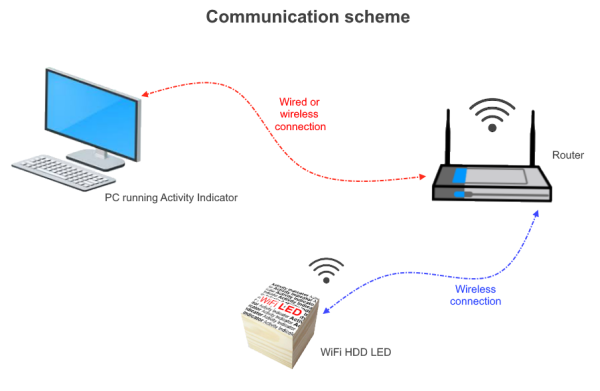 Communication scheme
Wired or
wireless
connection
Router
PC running Activity Indicator
Wireless
connection
WiFi LED
WiFi HDD LED